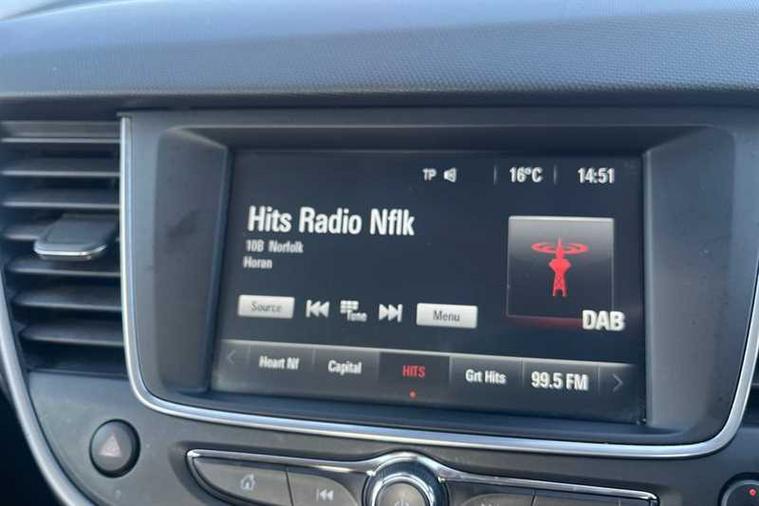 TP 16°C 14:51
Hits Radio Nflk
10B Norfolk
Horan
DAB
Source Tune Menu
Heart Nf Capital HITS Grt Hits 99.5 FM